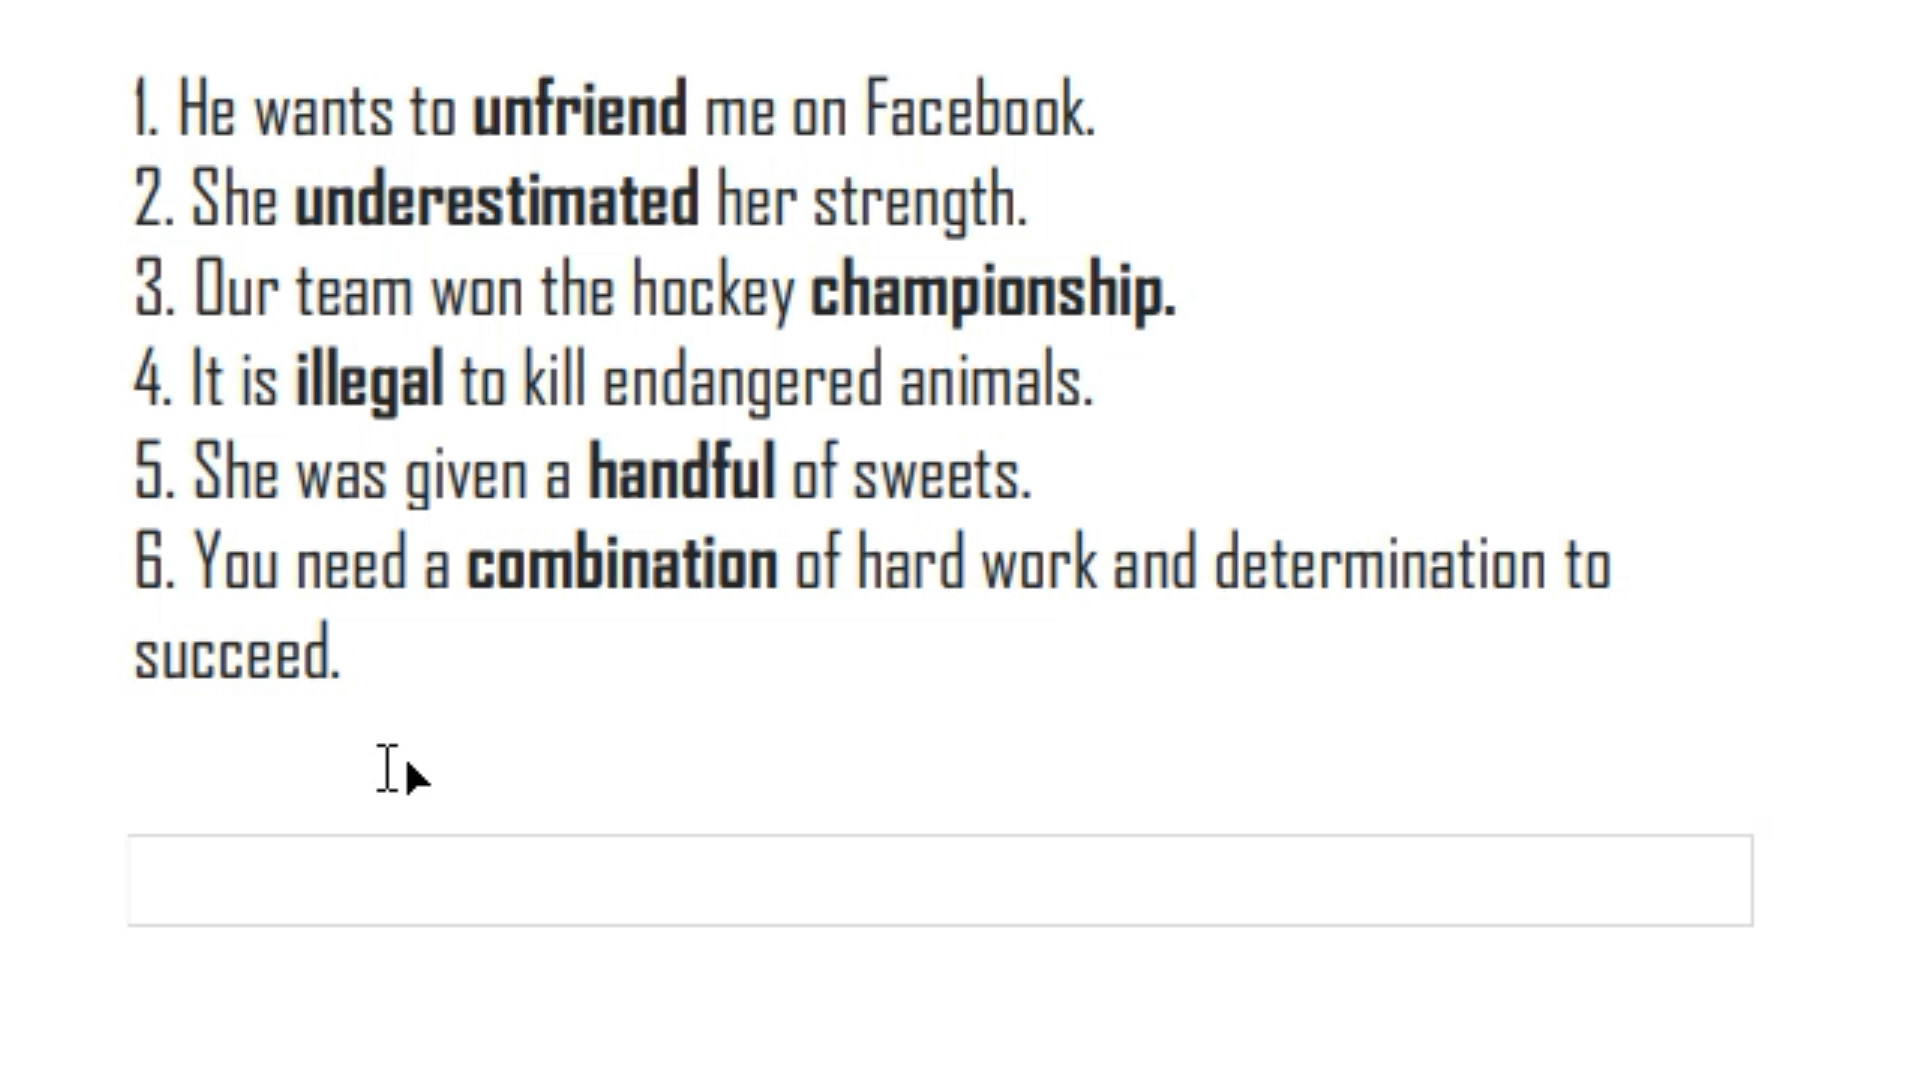 1. He wants to unfriend me on Facebook.
2. She underestimated her strength.
3. Our team won the hockey championship.
4. It is illegal to kill endangered animals.
5. She was given a handful of sweets.
6. You need a combination of hard work and determination to
succeed.